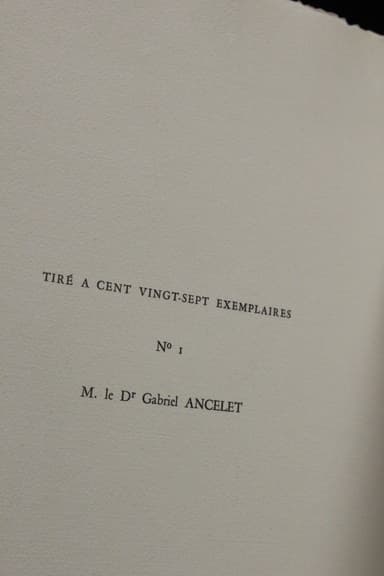 TIRÉ A CENT VINGT-SEPT EXEMPLAIRES
Nº 1
M. le Dr Gabriel ANCELET